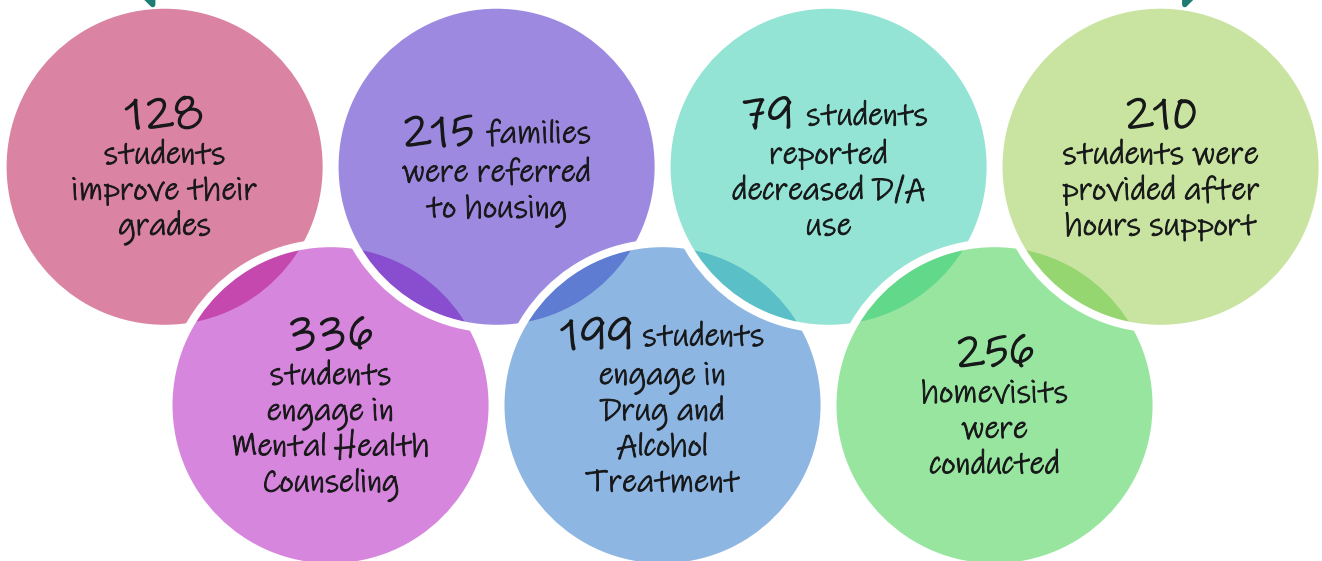 128
students
improve their
grades
215 families
were referred
to housing
79 students
reported
decreased D/A
use
210
students were
provided after
hours support
336
students
engage in
Mental Health
Counseling
199 students
engage in
Drug and
Alcohol
Treatment
256
homevisits
were
conducted